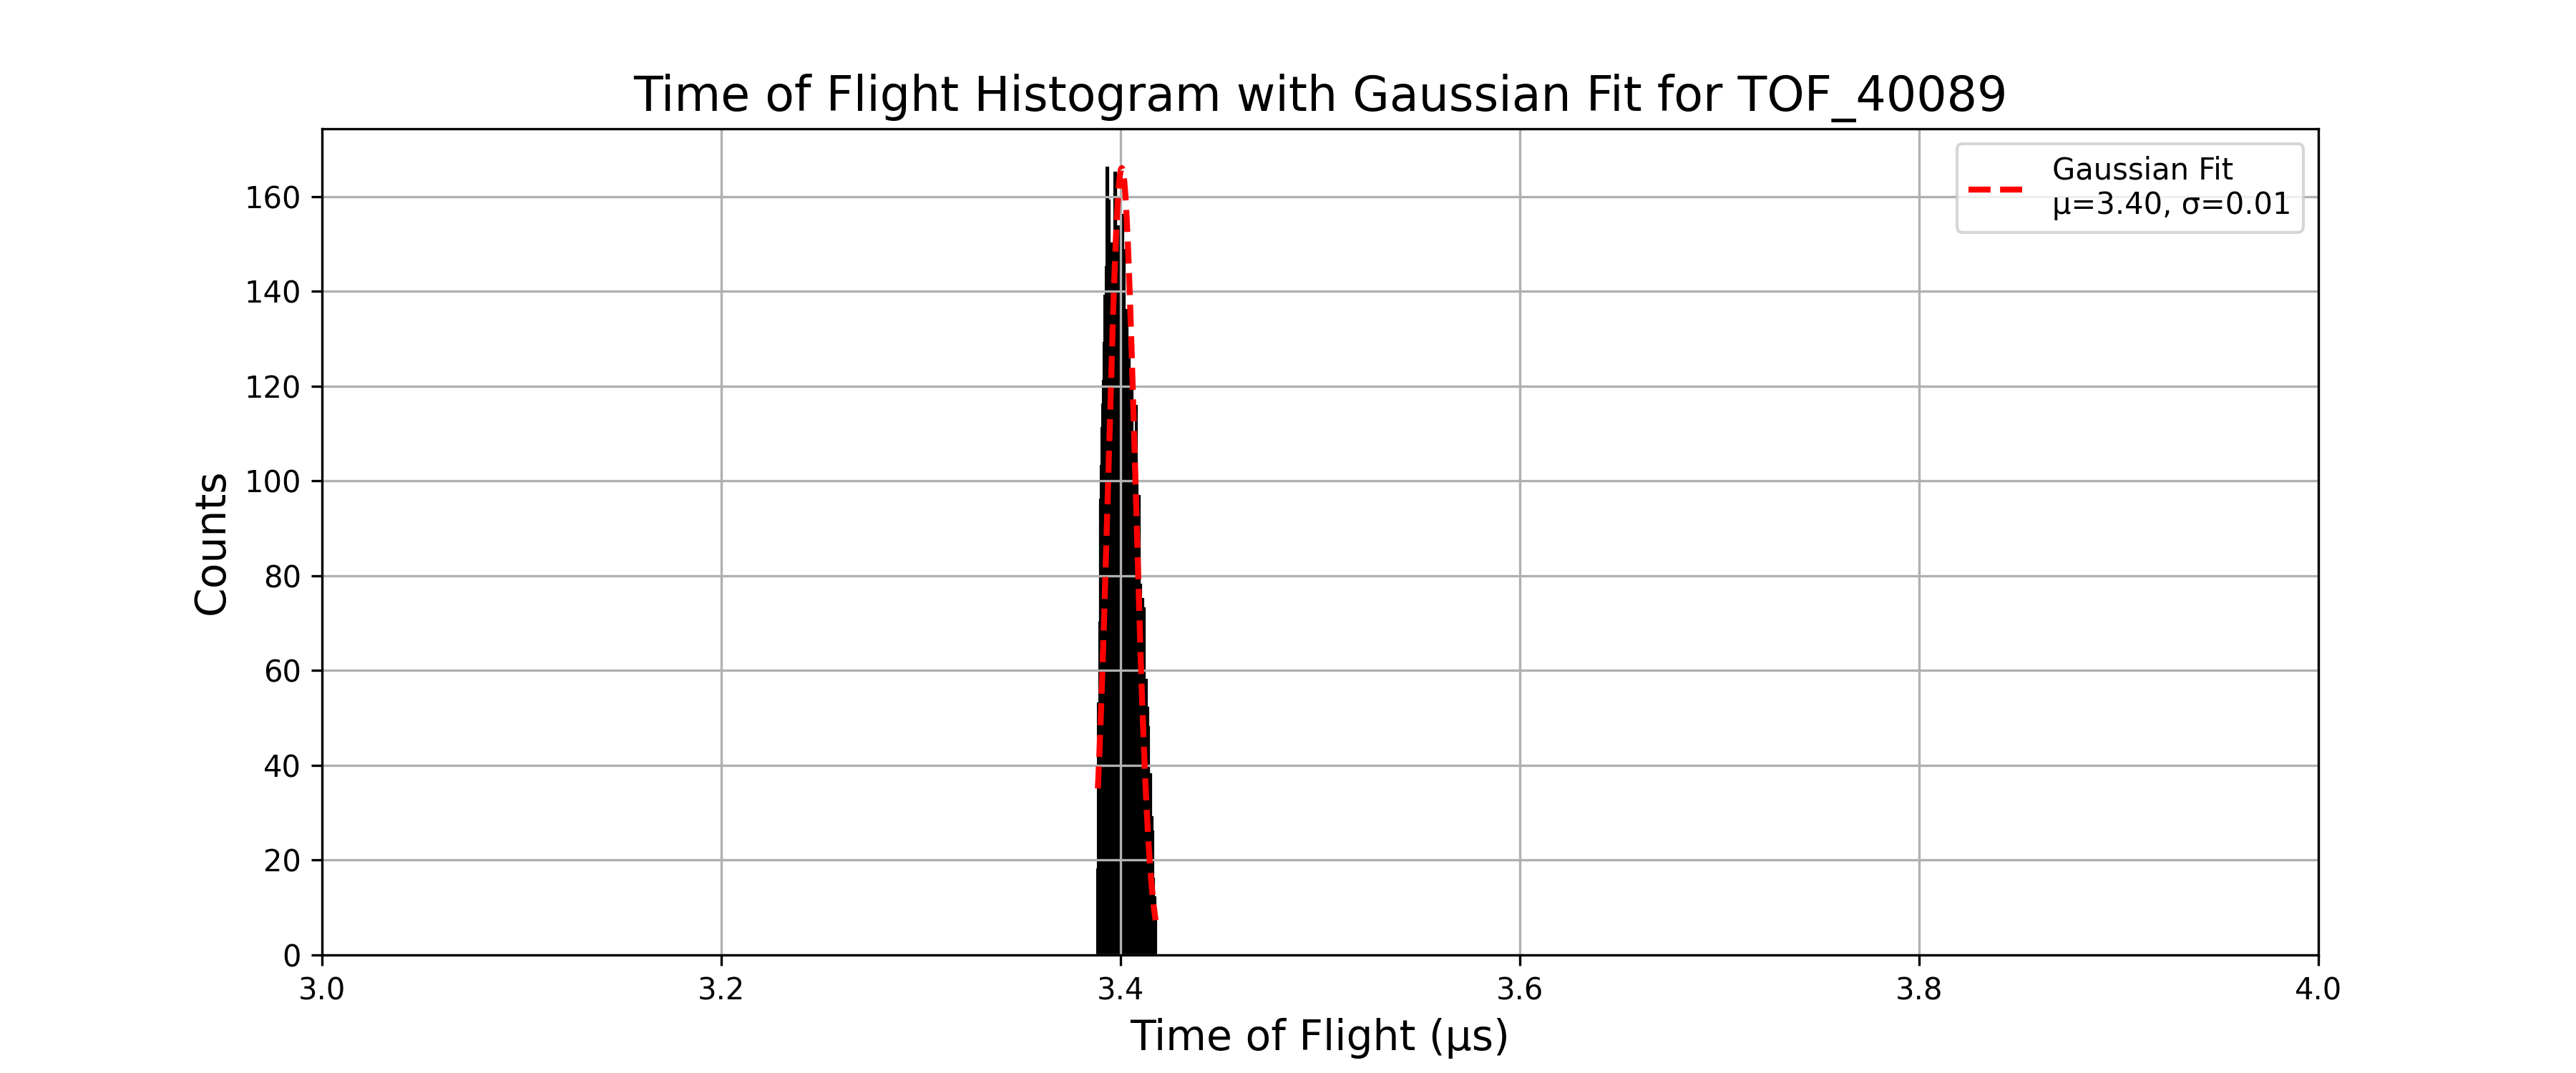 Time of Flight Histogram with Gaussian Fit for TOF_40089
Gaussian Fit
μ=3.40, σ=0.01
160
140
120
100
80
60
40
20
0
Counts
3.0 3.2 3.4 3.6 3.8 4.0
Time of Flight (μs)